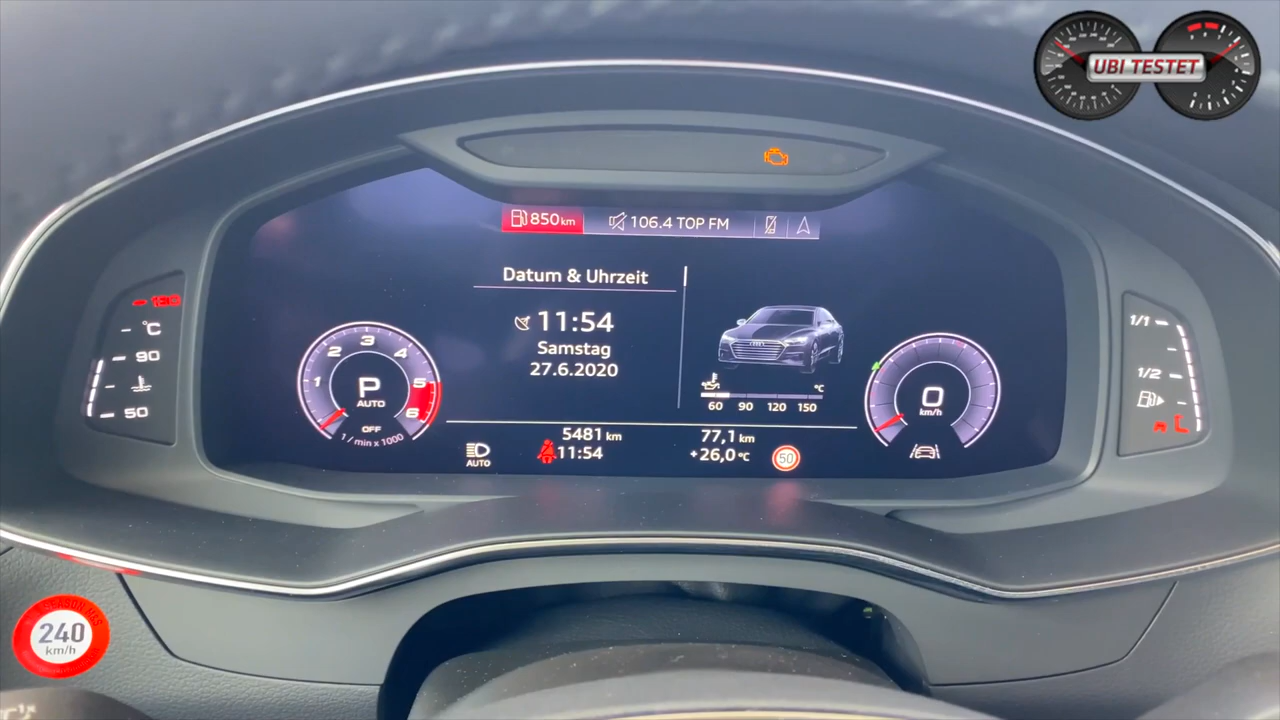 UBI TESTET
850 km
106.4 TOP FM
Datum & Uhrzeit
11:54
Samstag
27.6.2020
130
°C
90
50
1
2
3
4
5
6
P
AUTO
OFF
1/min x 1000
°C
60 90 120 150
0
km/h
1/1
1/2
AUTO
5481 km
77,1 km
11:54
+26,0 °C
50
240
km/h